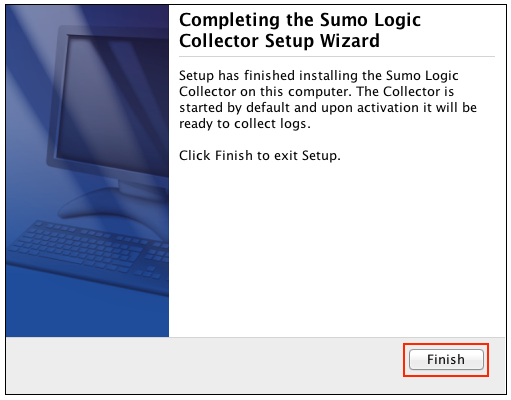 Completing the Sumo Logic
Collector Setup Wizard
Setup has finished installing the Sumo Logic
Collector on this computer. The Collector is
started by default and upon activation it will be
ready to collect logs.
Click Finish to exit Setup.
Finish